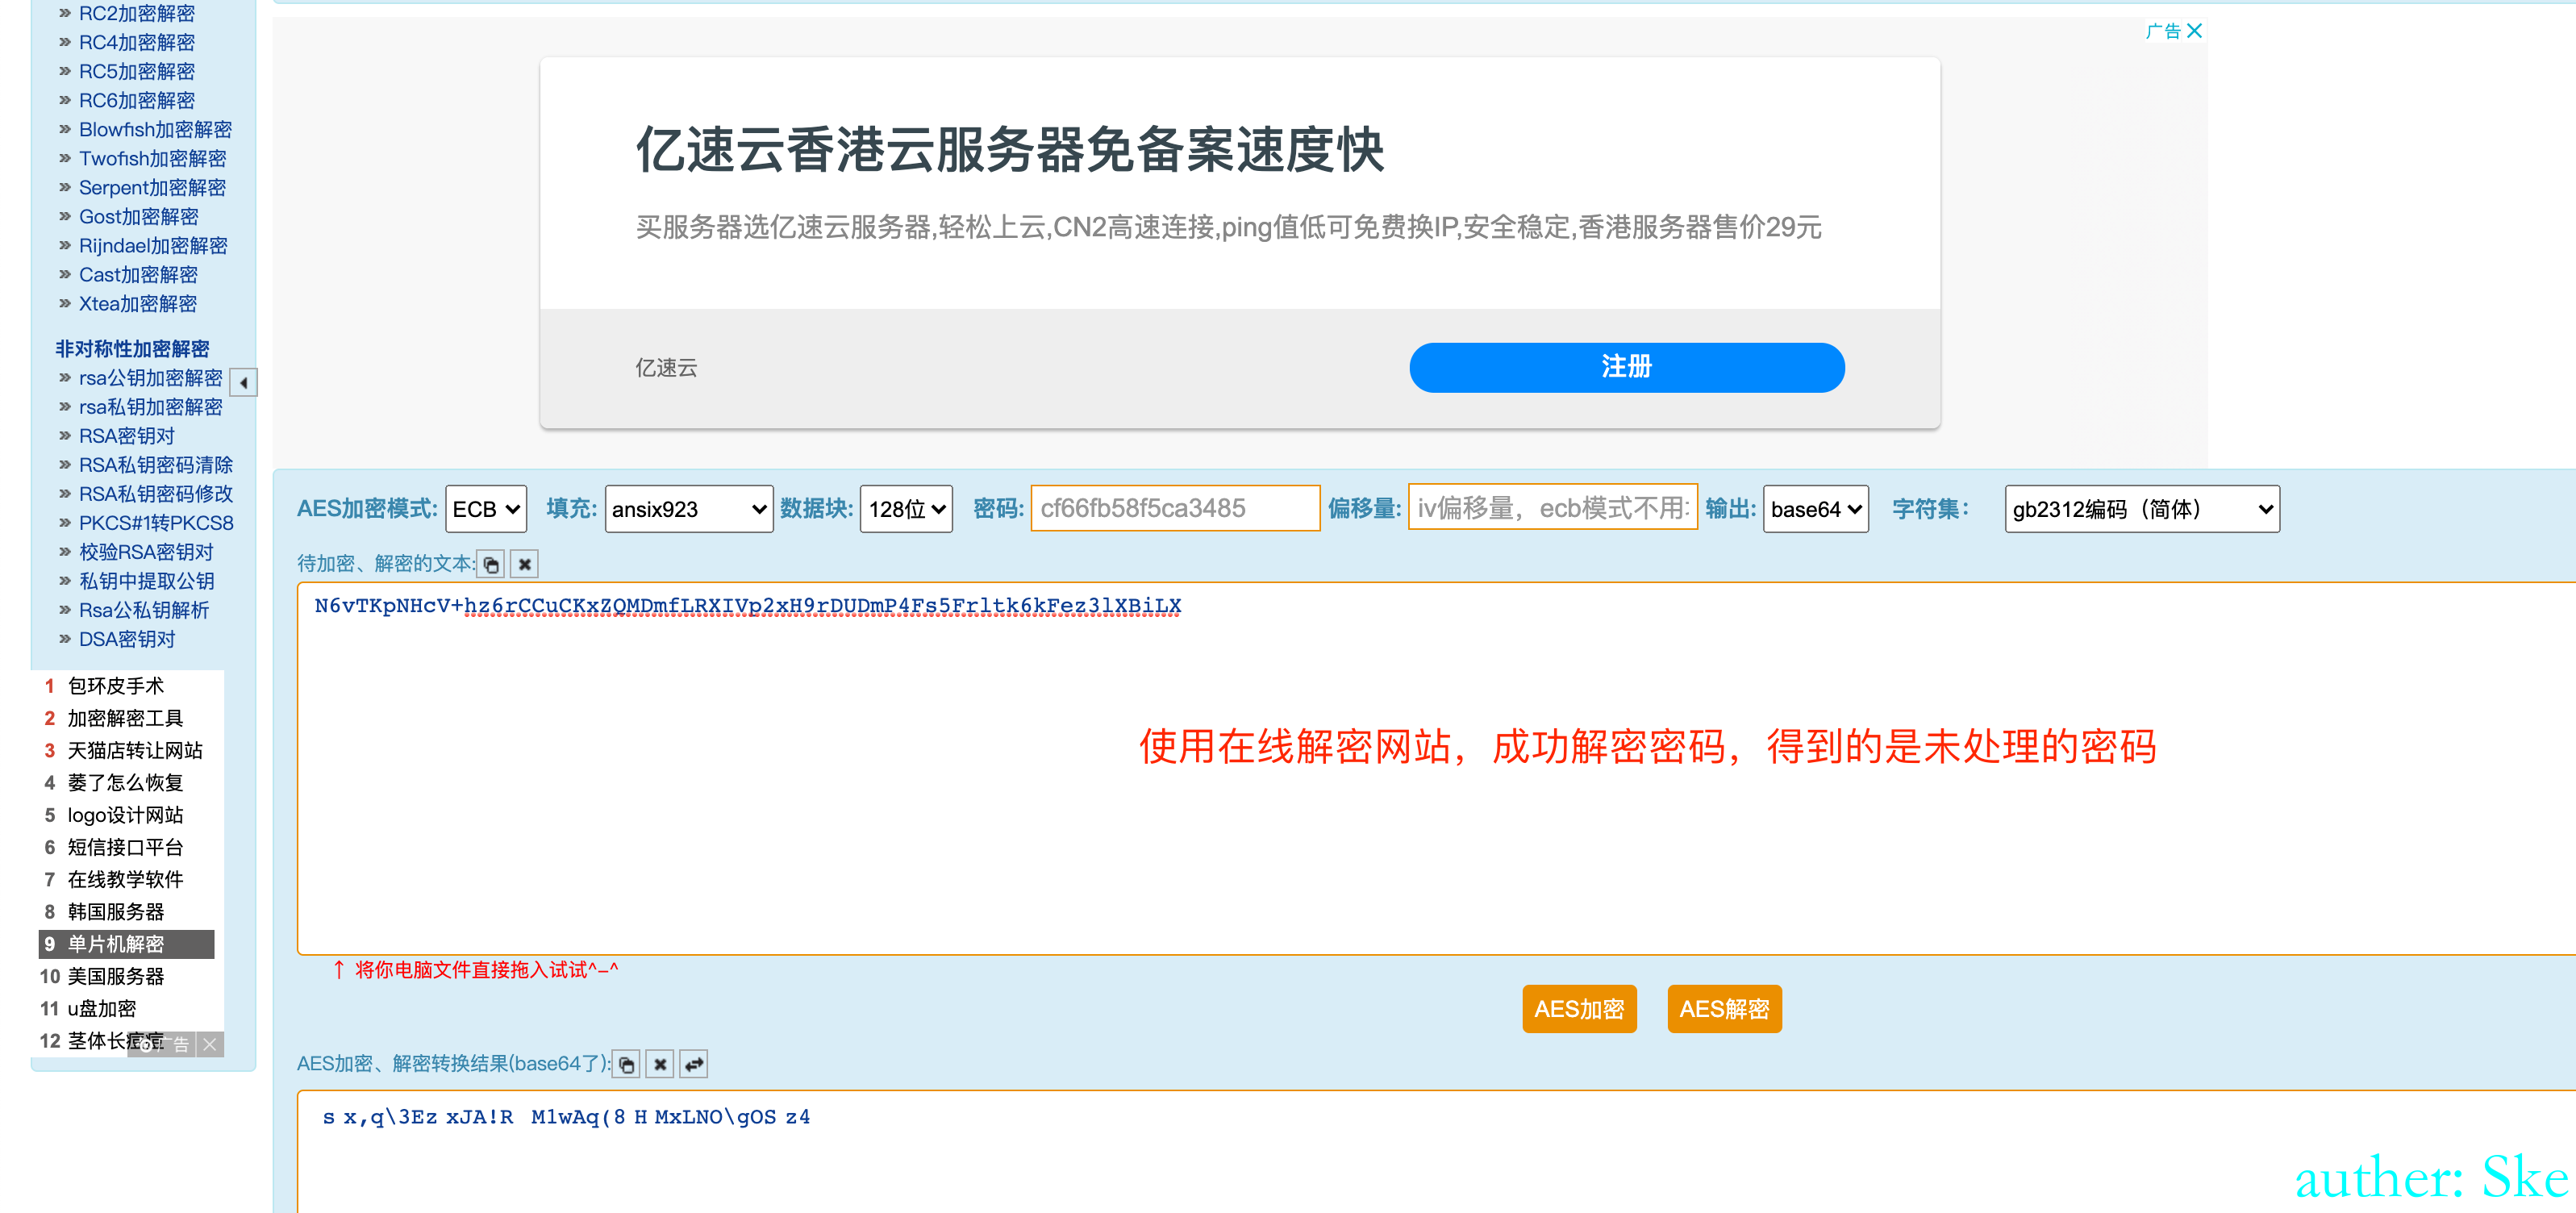 RC2加密解密
RC4加密解密
RC5加密解密
RC6加密解密
Blowfish加密解密
Twofish加密解密
Serpent加密解密
Gost加密解密
Rijndael加密解密
Cast加密解密
Xtea加密解密
非对称性加密解密
rsa公钥加密解密
rsa私钥加密解密
RSA密钥对
RSA私钥密码清除
RSA私钥密码修改
PKCS#1转PKCS8
校验RSA密钥对
私钥中提取公钥
Rsa公私钥解析
DSA密钥对
1 包环皮手术
2 加密解密工具
3 天猫店转让网站
4 萎了怎么恢复
5 logo设计网站
6 短信接口平台
7 在线教学软件
8 韩国服务器
9 单片机解密
10 美国服务器
11 u盘加密
12 茎体长痘痘
广告
广告
亿速云香港云服务器免备案速度快
买服务器选亿速云服务器,轻松上云,CN2高速连接,ping值低可免费换IP,安全稳定,香港服务器售价29元
亿速云
注册
AES加密模式: ECB 填充: ansix923 数据块: 128位 密码: cf66fb58f5ca3485 偏移量: iv偏移量，ecb模式不用 输出: base64 字符集： gb2312编码（简体）
待加密、解密的文本:
N6vTKpNHcV+hz6rCCuCKxZQMDmfLRXIVp2xH9rDUDmP4Fs5Frltk6kFez3lXBiLX
使用在线解密网站，成功解密密码，得到的是未处理的密码
↑ 将你电脑文件直接拖入试试^-^
AES加密 AES解密
AES加密、解密转换结果(base64了):
s x,q\3Ez xJA!R M1wAq(8 H MxLNO\gOS z4
auther: Ske